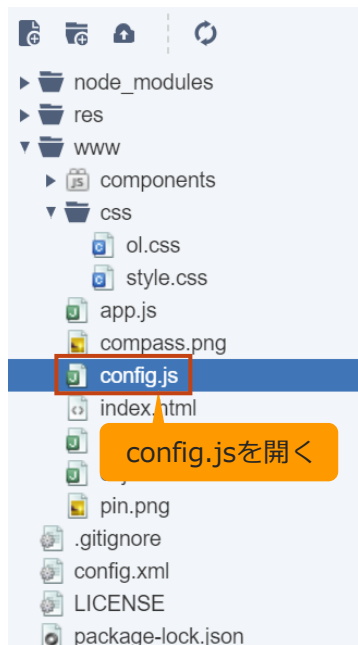 node_modules
res
www
components
css
ol.css
style.css
app.js
compass.png
config.js
index.html
config.jsを開く
pin.png
.gitignore
config.xml
LICENSE
package-lock.json